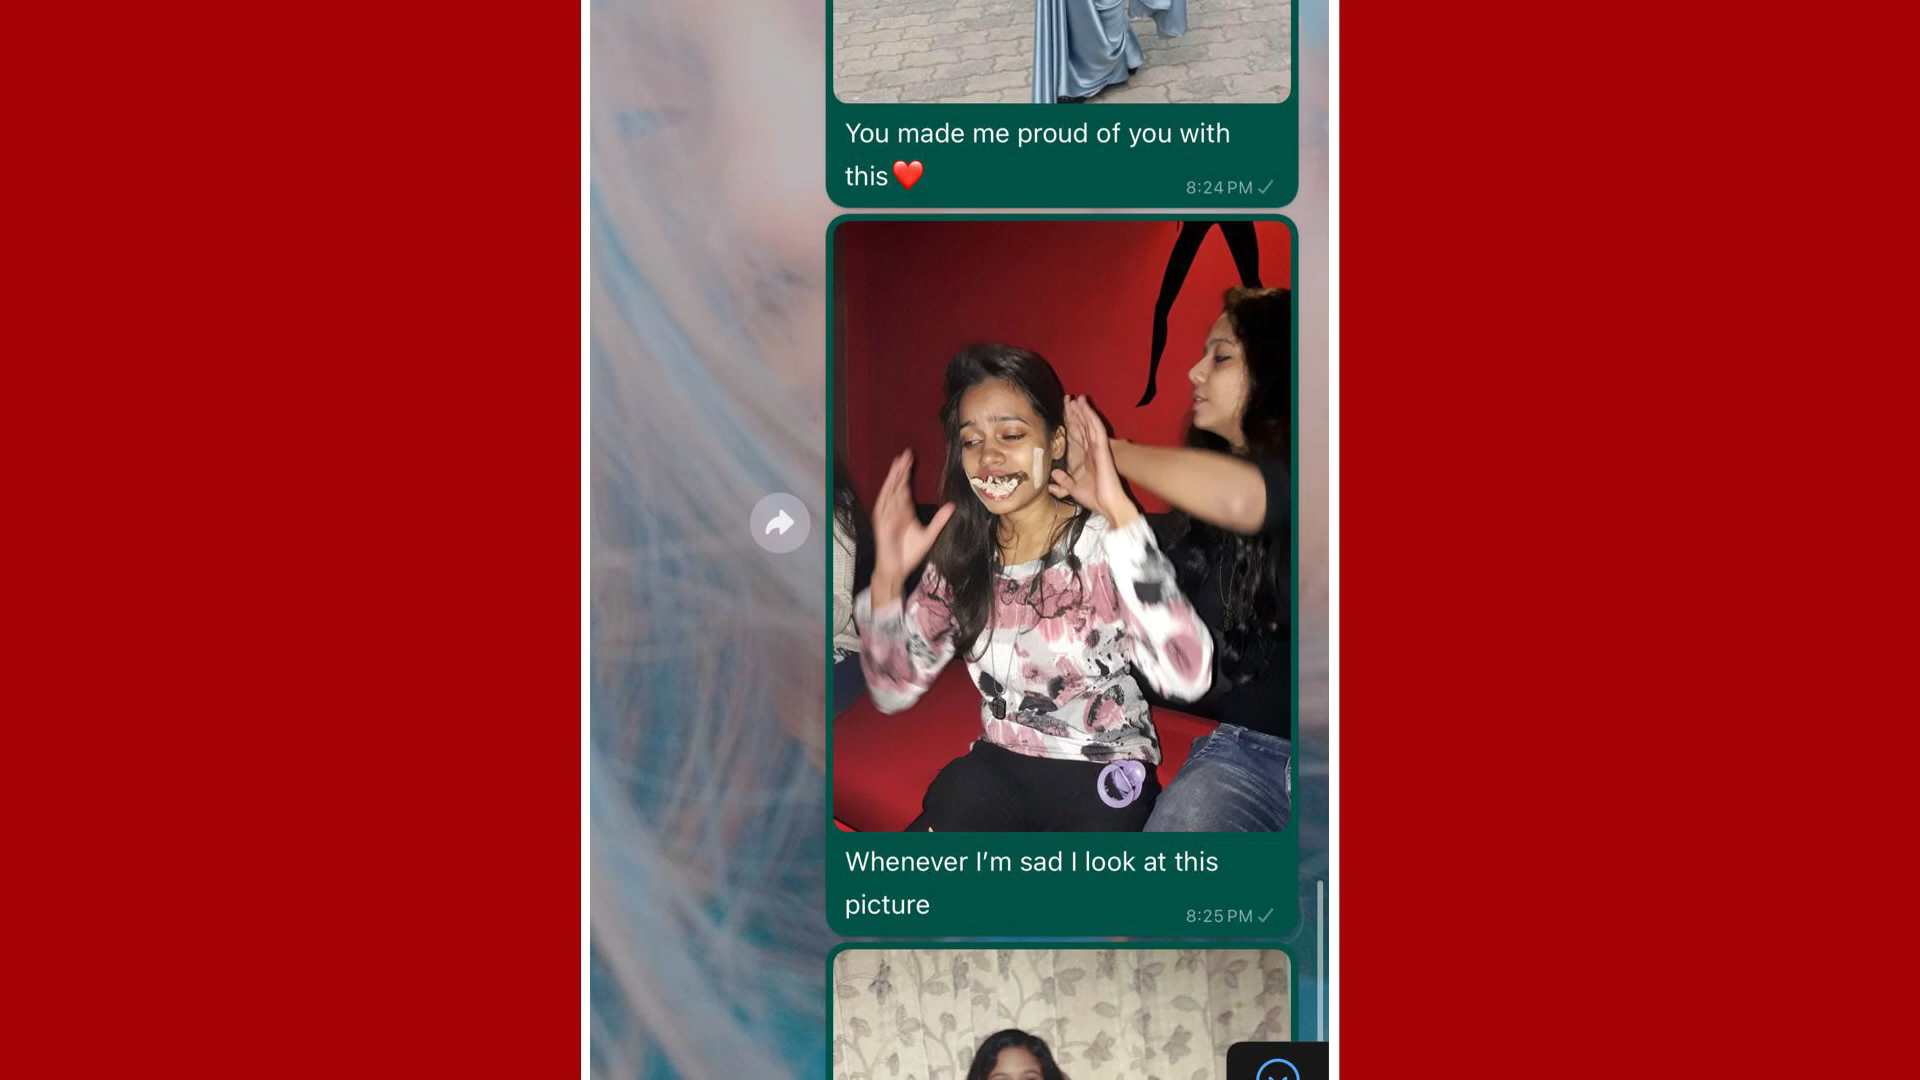 You made me proud of you with
this❤️
8:24 PM ✓
Whenever I’m sad I look at this
picture
8:25 PM ✓